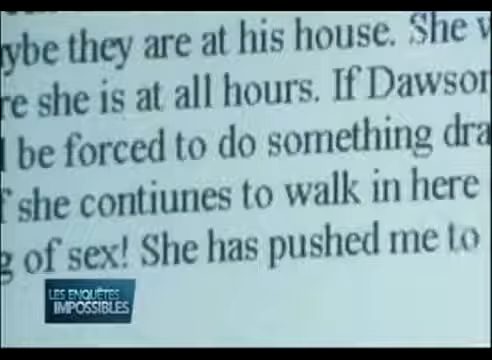 ybe they are at his house. She
re she is at all hours. If Dawson
be forced to do something dra
f she contiunes to walk in here
g of sex! She has pushed me to
LES ENQUÊTES
IMPOSSIBLES